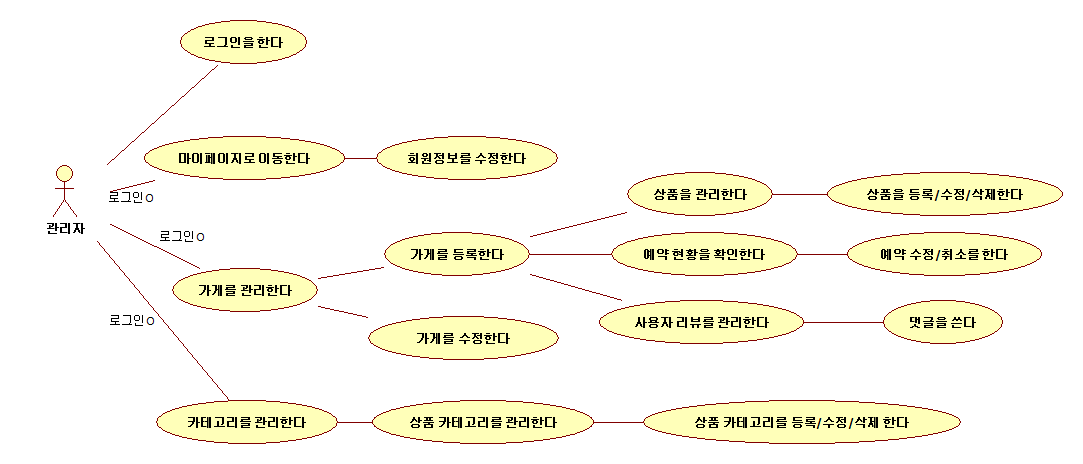 로그인을 한다
마이페이지로 이동한다
회원정보를 수정한다
로그인 O
관리자
상품을 관리한다
상품을 등록/수정/삭제한다
로그인 O
가게를 등록한다
예약 현황을 확인한다
예약 수정/취소를 한다
가게를 관리한다
로그인 O
가게를 수정한다
사용자 리뷰를 관리한다
댓글을 쓴다
카테고리를 관리한다
상품 카테고리를 관리한다
상품 카테고리를 등록/수정/삭제 한다